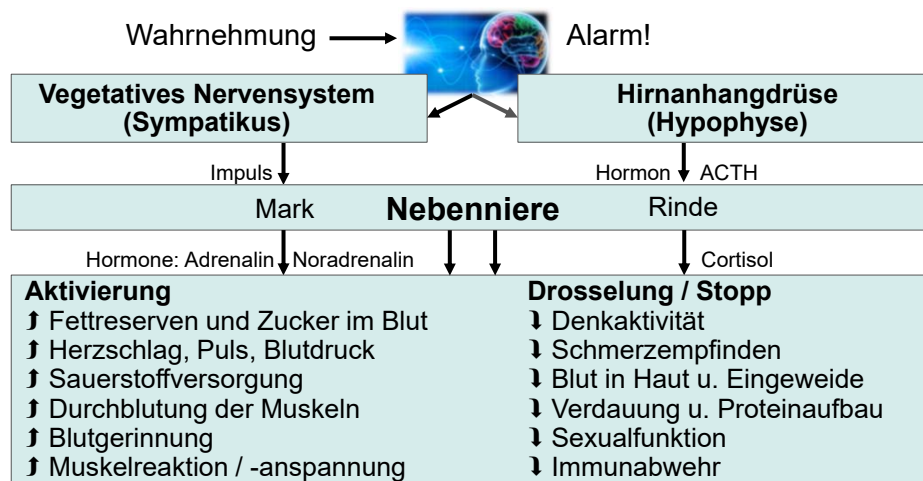 Wahrnehmung Alarm!
Vegetatives Nervensystem
(Sympatikus)
Hirnanhangdrüse
(Hypophyse)
Impuls
Hormon ACTH
Mark Nebenniere Rinde
Hormone: Adrenalin Noradrenalin
Cortisol
Aktivierung
Fettreserven und Zucker im Blut
Herzschlag, Puls, Blutdruck
Sauerstoffversorgung
Durchblutung der Muskeln
Blutgerinnung
Muskelreaktion / -anspannung
Drosselung / Stopp
Denkaktivität
Schmerzempfinden
Blut in Haut u. Eingeweide
Verdauung u. Proteinaufbau
Sexualfunktion
Immunabwehr